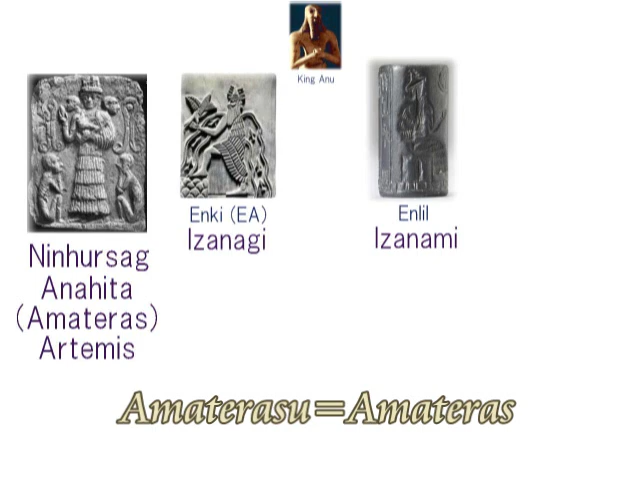 King Anu
Enki (EA)
Izanagi
Enlil
Izanami
Ninhursag
Anahita
(Amateras)
Artemis
Amaterasu=Amateras